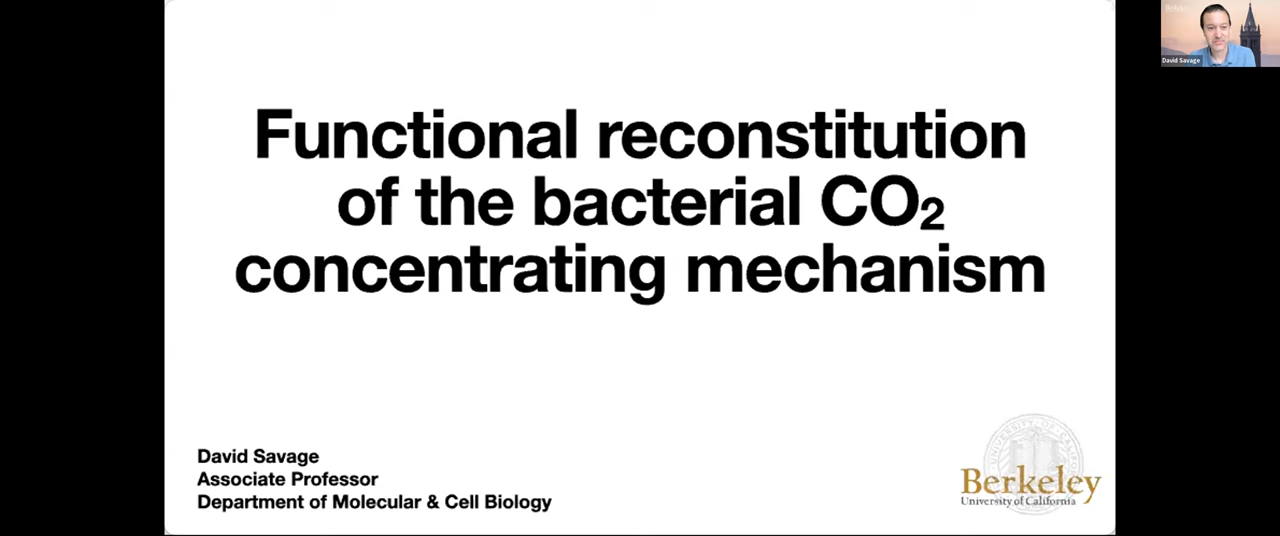 Functional reconstitution
of the bacterial CO₂
concentrating mechanism
David Savage
Associate Professor
Department of Molecular & Cell Biology
Berkeley
University of California
David Savage